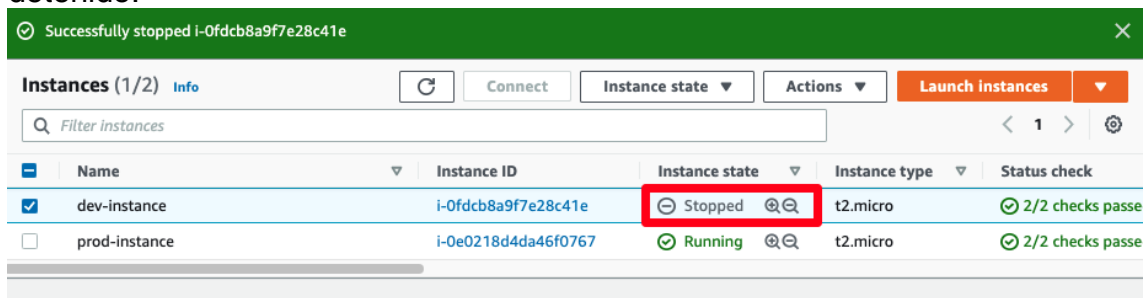 Successfully stopped i-0fdcb8a9f7e28c41e
Instances (1/2) Info Connect Instance state Actions Launch instances
Filter instances 1
Name Instance ID Instance state Instance type Status check
dev-instance i-0fdcb8a9f7e28c41e Stopped t2.micro 2/2 checks passe
prod-instance i-0e0218d4da46f0767 Running t2.micro 2/2 checks passe